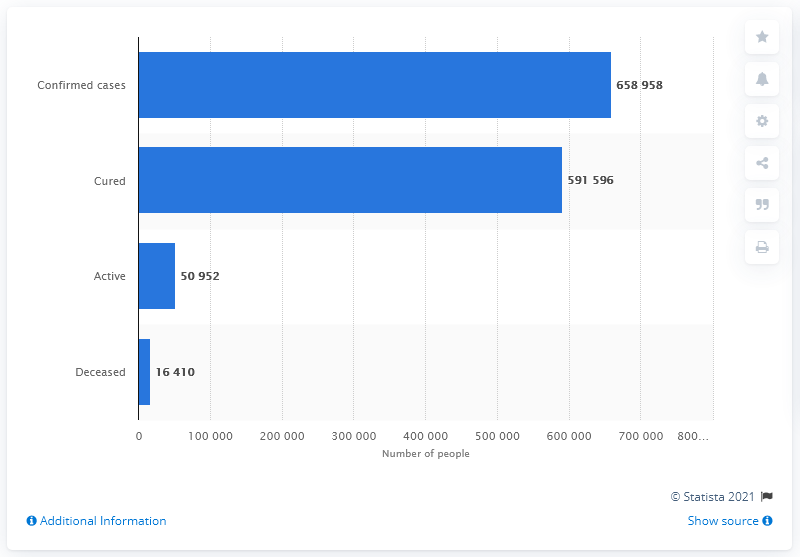 Confirmed cases
658 958
Cured
591 596
Active
50 952
Deceased
16 410
0 100 000 200 000 300 000 400 000 500 000 600 000 700 000 800...
Number of people
© Statista 2021
Additional Information
Show source